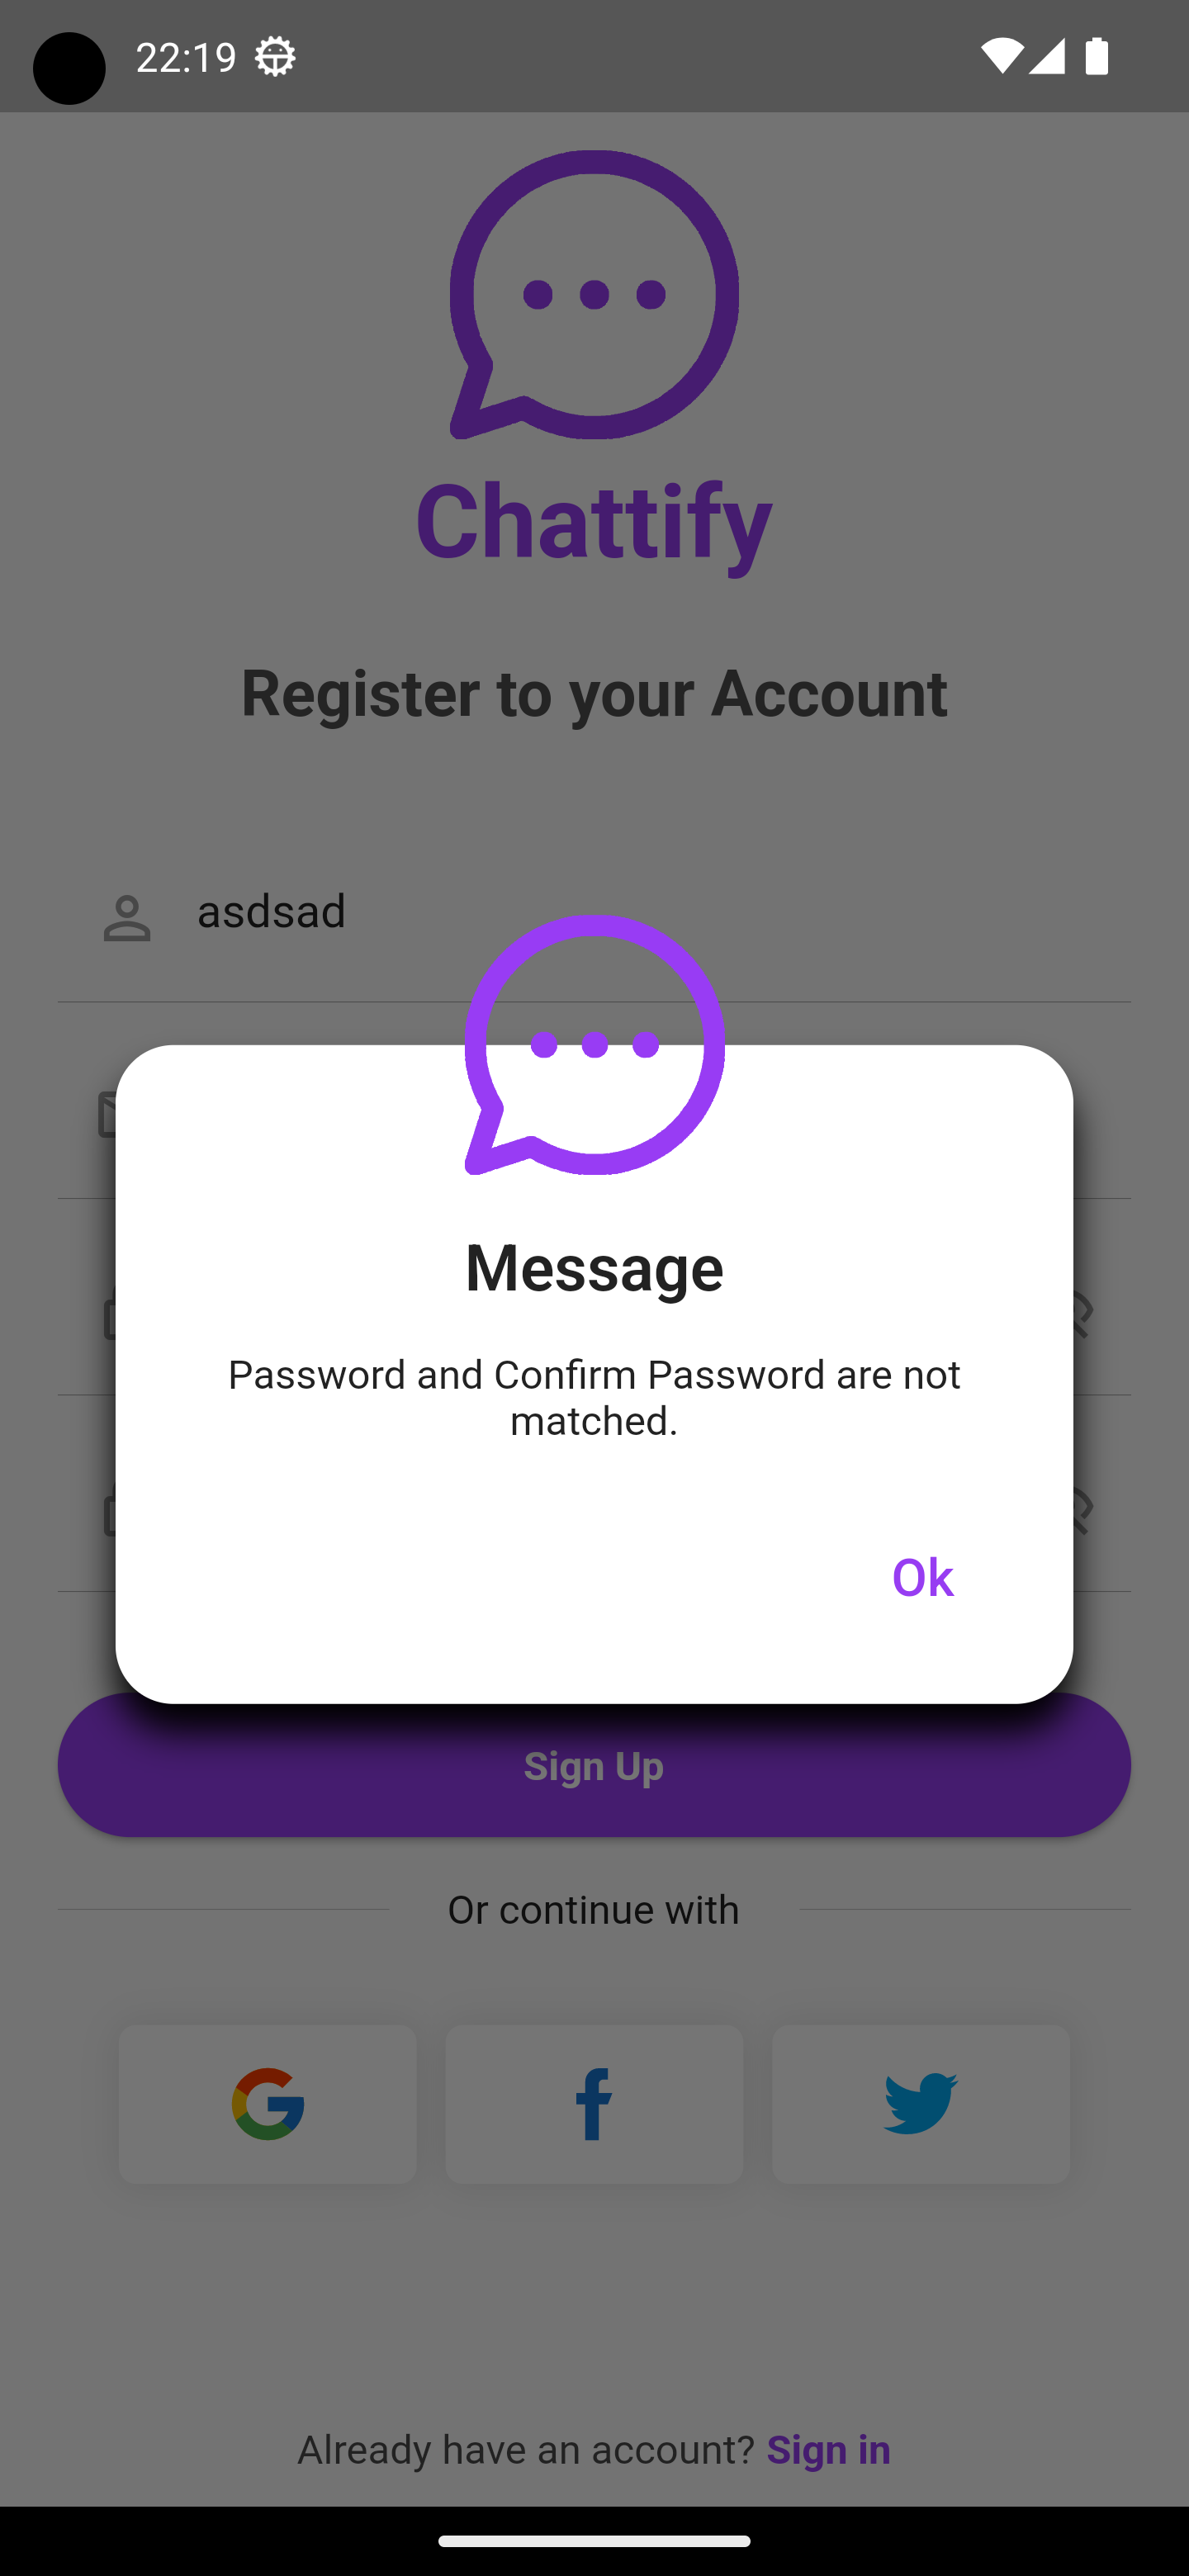 22:19
Chattify
Register to your Account
asdsad
Message
Password and Confirm Password are not
matched.
Ok
Sign Up
Or continue with
Already have an account? Sign in